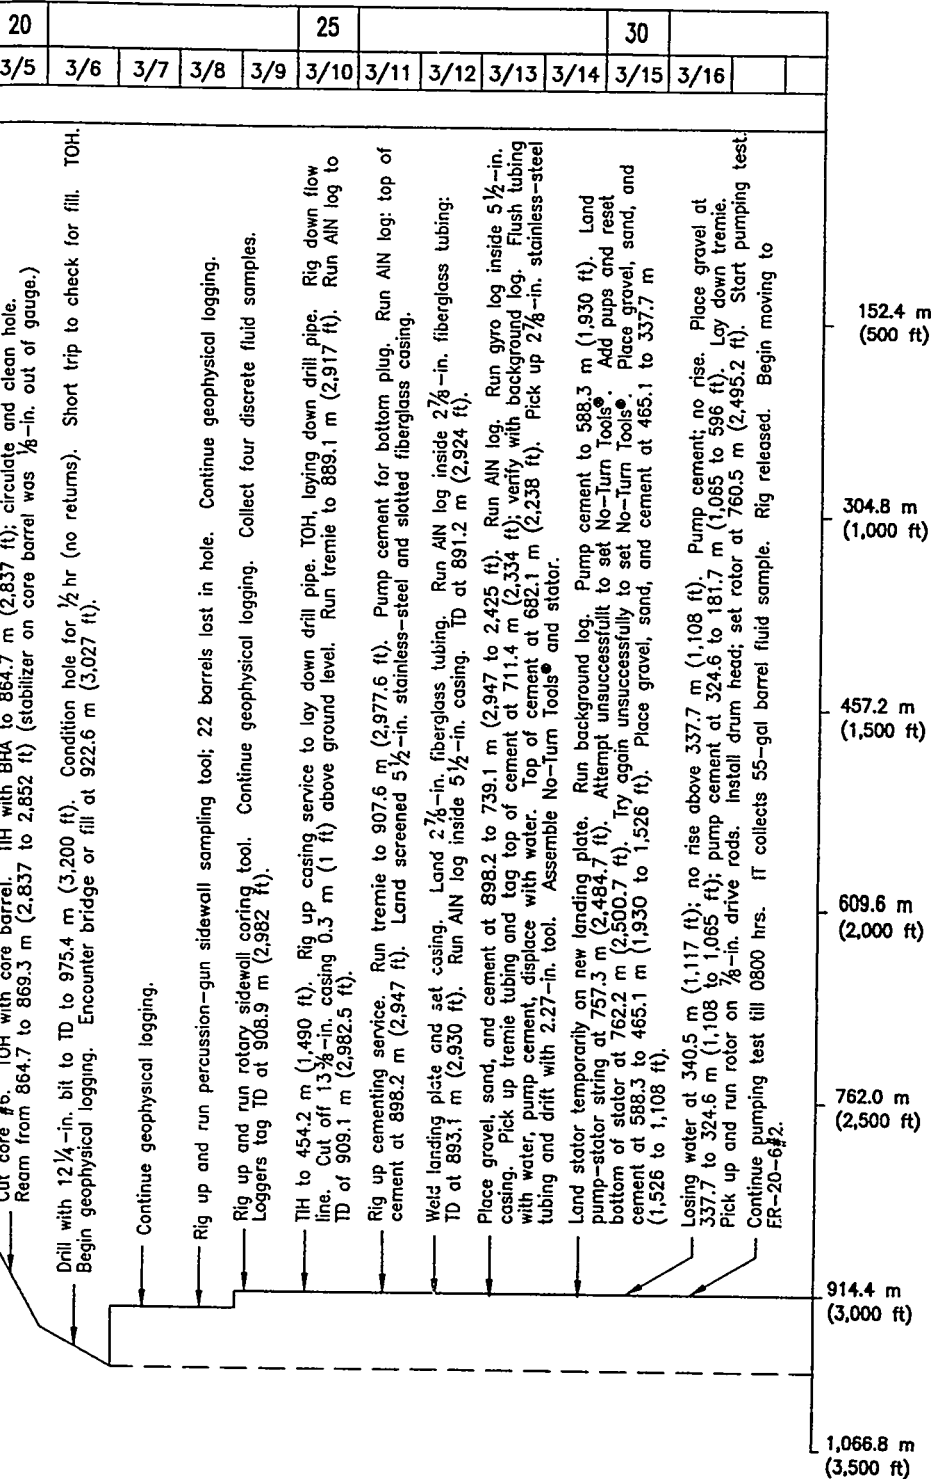 20 25 30
3/5 3/6 3/7 3/8 3/9 3/10 3/11 3/12 3/13 3/14 3/15 3/16
Cut core #6. TOH with core barrel. TIH with BHA to 864.7 m (2,837 ft); circulate and clean hole.
Ream from 864.7 to 869.3 m (2,837 to 2,852 ft) (stabilizer on core barrel was 1/8-in. out of gauge.)
Drill with 12 1/4-in. bit to TD to 975.4 m (3,200 ft). Condition hole for 1/2 hr (no returns). Short trip to check for fill. TOH.
Begin geophysical logging. Encounter bridge or fill at 922.6 m (3,027 ft).
Continue geophysical logging.
Rig up and run percussion-gun sidewall sampling tool; 22 barrels lost in hole. Continue geophysical logging.
Rig up and run rotary sidewall coring tool. Continue geophysical logging. Collect four discrete fluid samples.
Loggers tag TD at 908.9 m (2,982 ft).
TIH to 454.2 m (1,490 ft). Rig up casing service to lay down drill pipe. TOH, laying down drill pipe. Rig down flow
line. Cut off 13 3/8-in. casing 0.3 m (1 ft) above ground level. Run tremie to 889.1 m (2,917 ft). Run AIN log to
TD of 909.1 m (2,982.5 ft).
Rig up cementing service. Run tremie to 907.6 m (2,977.6 ft). Pump cement for bottom plug. Run AIN log: top of
cement at 898.2 m (2,947 ft). Land screened 5 1/2-in. stainless-steel and slotted fiberglass casing.
Weld landing plate and set casing. Land 2 7/8-in. fiberglass tubing. Run AIN log inside 2 7/8-in. fiberglass tubing:
TD at 893.1 m (2,930 ft). Run AIN log inside 5 1/2-in. casing. TD at 891.2 m (2,924 ft).
Place gravel, sand, and cement at 898.2 to 739.1 m (2,947 to 2,425 ft). Run AIN log. Run gyro log inside 5 1/2-in.
casing. Pick up tremie tubing and tag top of cement at 711.4 m (2,334 ft); verify with background log. Flush tubing
with water, pump cement, displace with water. Top of cement at 682.1 m (2,238 ft). Pick up 2 7/8-in. stainless-steel
tubing and drift with 2.27-in. tool. Assemble No-Turn Tools® and stator.
Land stator temporarily on new landing plate. Run background log. Pump cement to 588.3 m (1,930 ft). Land
pump-stator string at 757.3 m (2,484.7 ft). Attempt unsuccessfullt to set No-Turn Tools®. Add pups and reset
bottom of stator at 762.2 m (2,500.7 ft). Try again unsuccessfully to set No-Turn Tools®. Place gravel, sand, and
cement at 588.3 to 465.1 m (1,930 to 1,526 ft). Place gravel, sand, and cement at 465.1 to 337.7 m
(1,526 to 1,108 ft).
Losing water at 340.5 m (1,117 ft); no rise above 337.7 m (1,108 ft). Pump cement; no rise. Place gravel at
337.7 to 324.6 m (1,108 to 1,065 ft); pump cement at 324.6 to 181.7 m (1,065 to 596 ft). Lay down tremie.
Pick up and run rotor on 7/8-in. drive rods. Install drum head; set rotor at 760.5 m (2,495.2 ft). Start pumping test.
Continue pumping test till 0800 hrs. IT collects 55-gal barrel fluid sample. Rig released. Begin moving to
ER-20-6#2.
152.4 m
(500 ft)
304.8 m
(1,000 ft)
457.2 m
(1,500 ft)
609.6 m
(2,000 ft)
762.0 m
(2,500 ft)
914.4 m
(3,000 ft)
1,066.8 m
(3,500 ft)